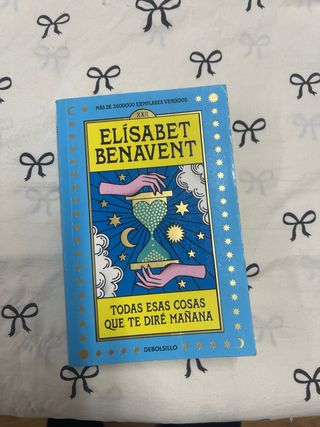 MÁS DE 3600000 EJEMPLARES VENDIDOS
XXII
ELÍSABET
BENAVENT
TODAS ESAS COSAS
QUE TE DIRÉ MAÑANA
DEBOLSILLO